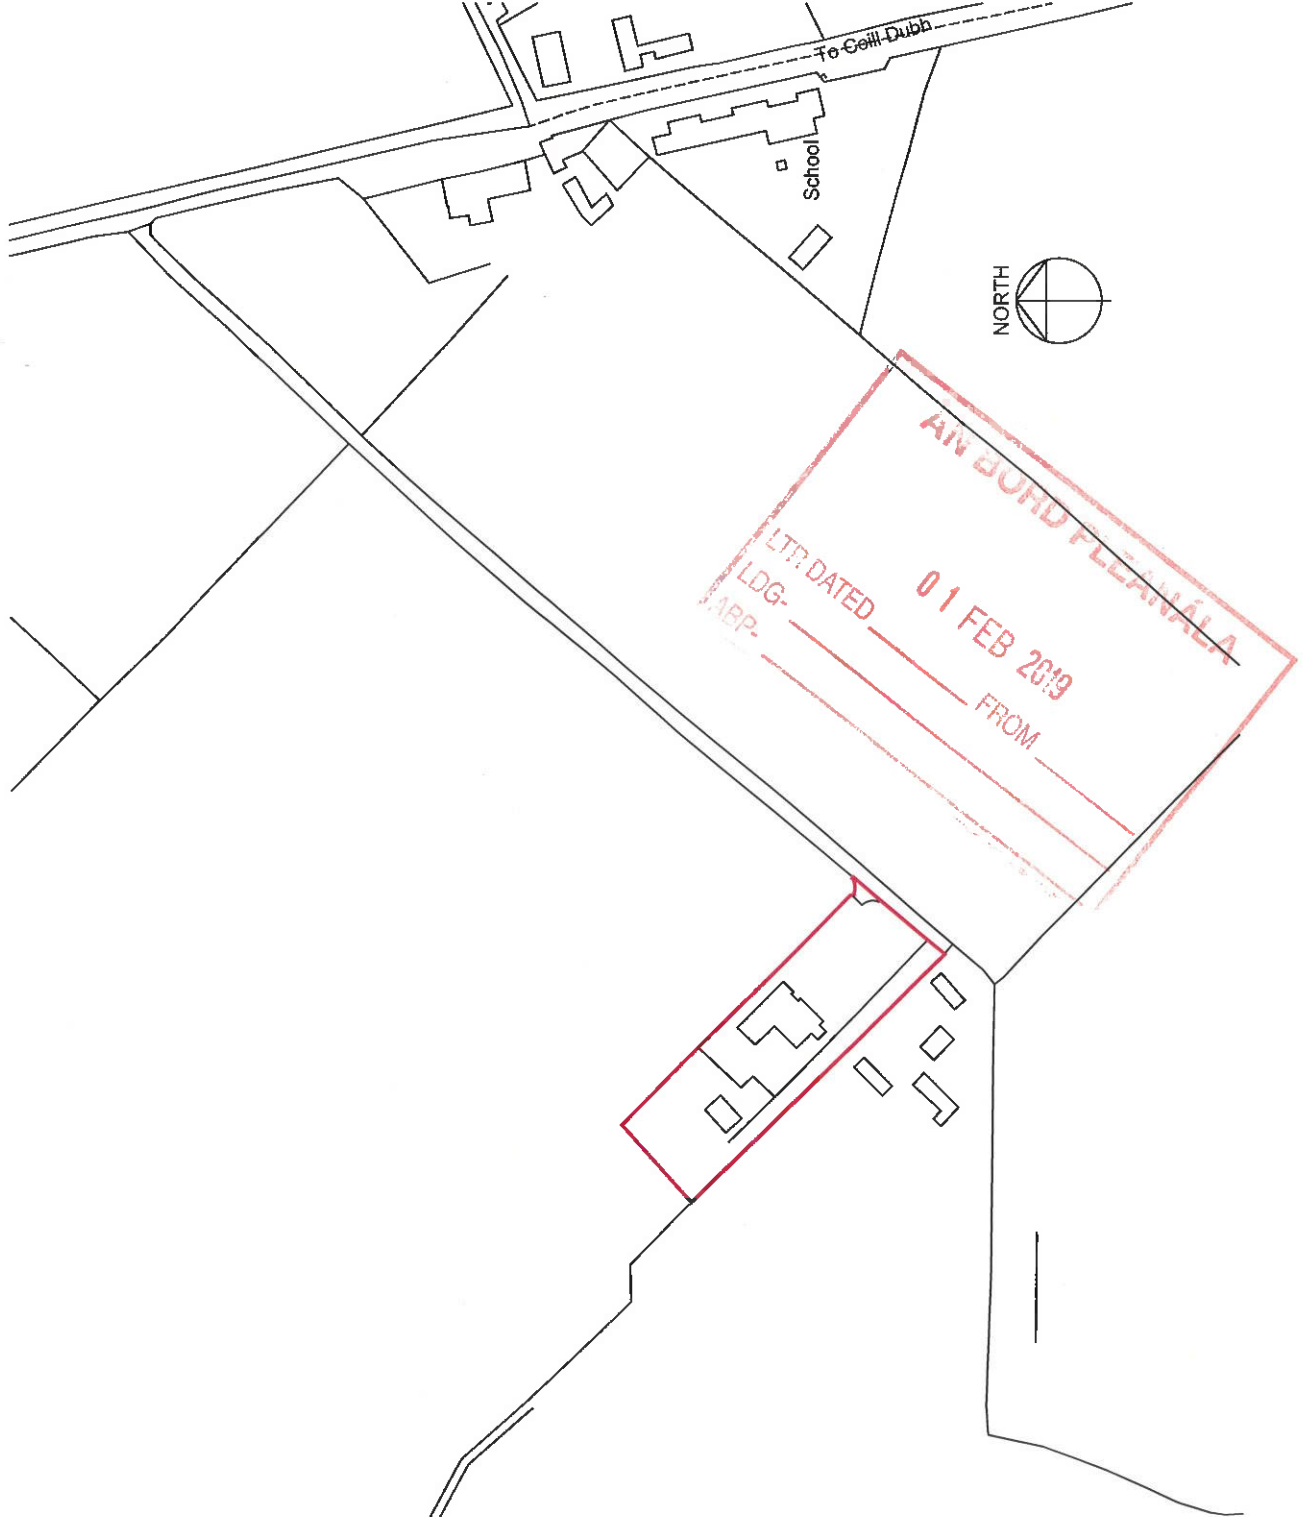 To Coill Dubh
School
NORTH
AN BORD PLEANÁLA
01 FEB 2019
LTR DATED FROM
LDG-
ABP-